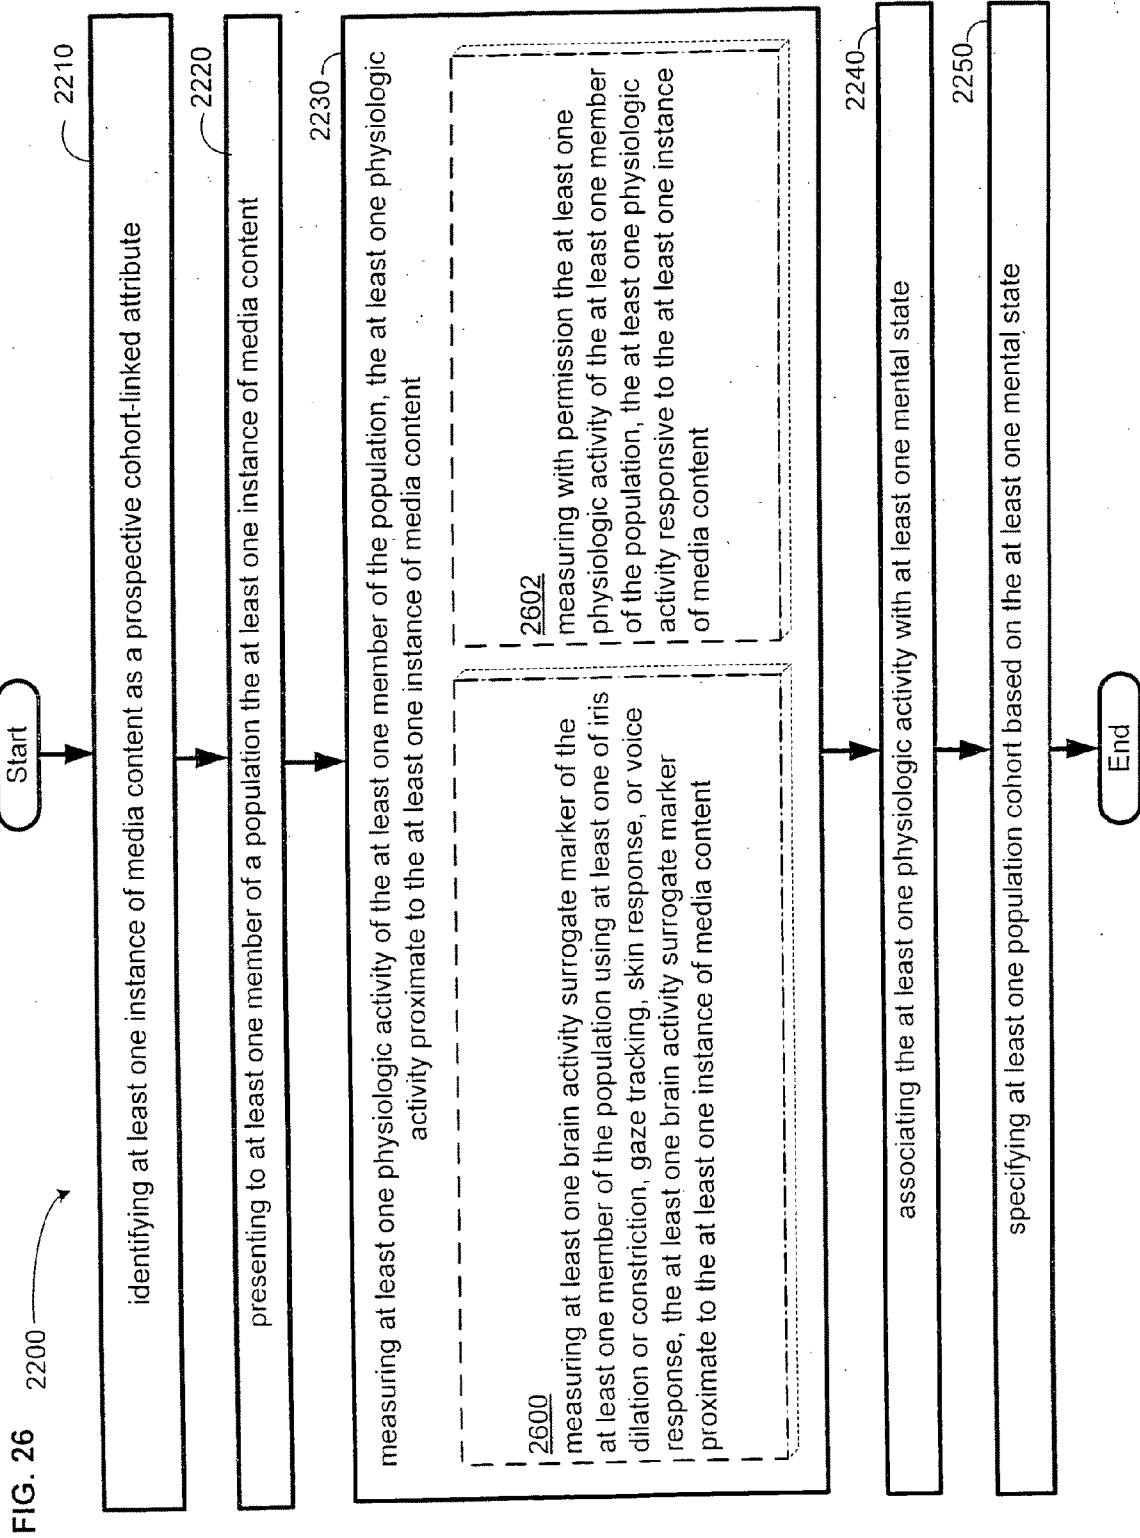 FIG. 26
2200
Start
2210
identifying at least one instance of media content as a prospective cohort-linked attribute
2220
presenting to at least one member of a population the at least one instance of media content
2230
measuring at least one physiologic activity of the at least one member of the population, the at least one physiologic
activity proximate to the at least one instance of media content
2600
measuring at least one brain activity surrogate marker of the
at least one member of the population using at least one of iris
dilation or constriction, gaze tracking, skin response, or voice
response, the at least one brain activity surrogate marker
proximate to the at least one instance of media content
2602
measuring with permission the at least one
physiologic activity of the at least one member
of the population, the at least one physiologic
activity responsive to the at least one instance
of media content
2240
associating the at least one physiologic activity with at least one mental state
2250
specifying at least one population cohort based on the at least one mental state
End